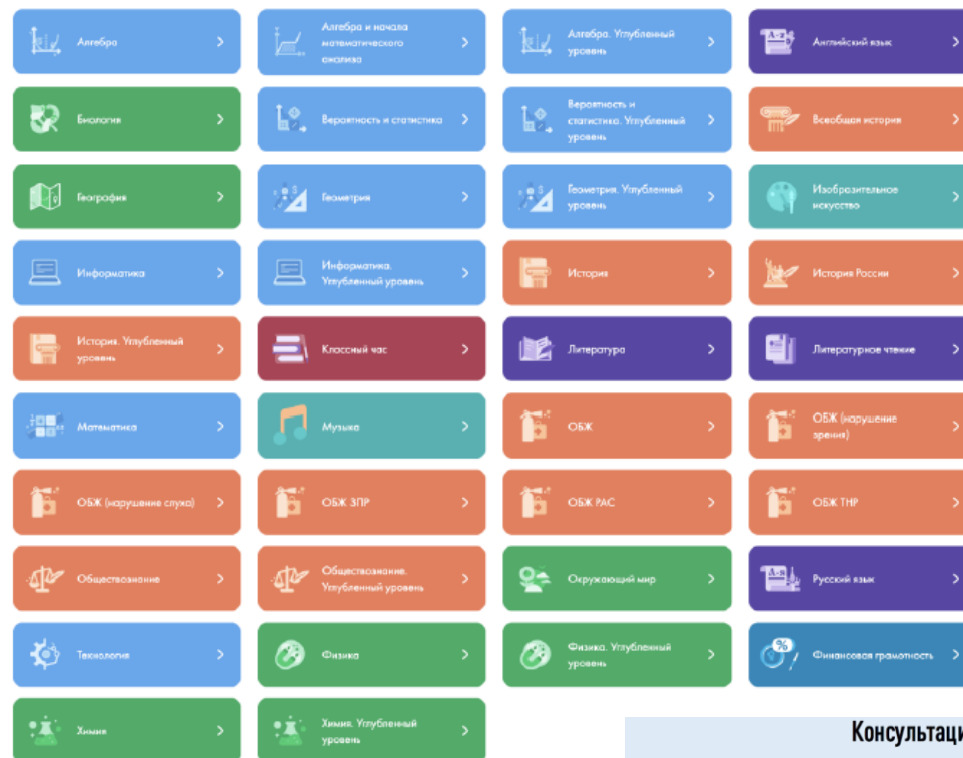 Алгебра
Алгебра и начала
математического
анализа
Алгебра. Углубленный
уровень
Английский язык
Биология
Вероятность и статистика
Вероятность и
статистика. Углубленный
уровень
Всеобщая история
География
Геометрия
Геометрия. Углубленный
уровень
Изобразительное
искусство
Информатика
Информатика.
Углубленный уровень
История
История России
История. Углубленный
уровень
Классный час
Литература
Литературное чтение
Математика
Музыка
ОБЖ
ОБЖ (нарушение
зрения)
ОБЖ (нарушение слуха)
ОБЖ ЗПР
ОБЖ РАС
ОБЖ ТНР
Обществознание
Обществознание.
Углубленный уровень
Окружающий мир
Русский язык
Технология
Физика
Физика. Углубленный
уровень
Финансовая грамотность
Химия
Химия. Углубленный
уровень
Консультаци